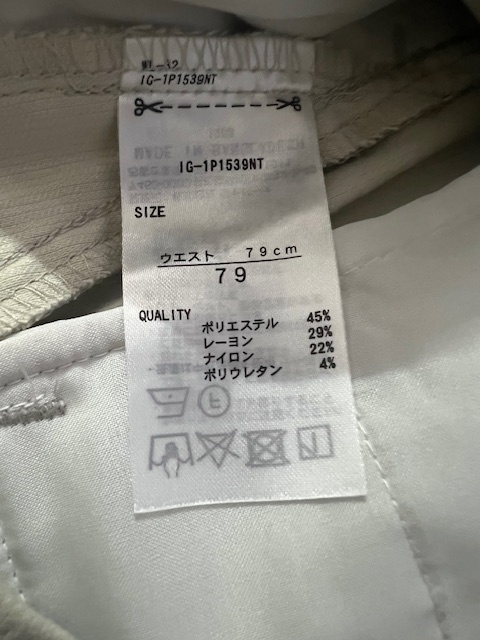 IG-1P1539NT
IG-1P1539NT
SIZE
ウエスト 79cm
79
QUALITY
ポリエステル 45%
レーヨン 29%
ナイロン 22%
ポリウレタン 4%